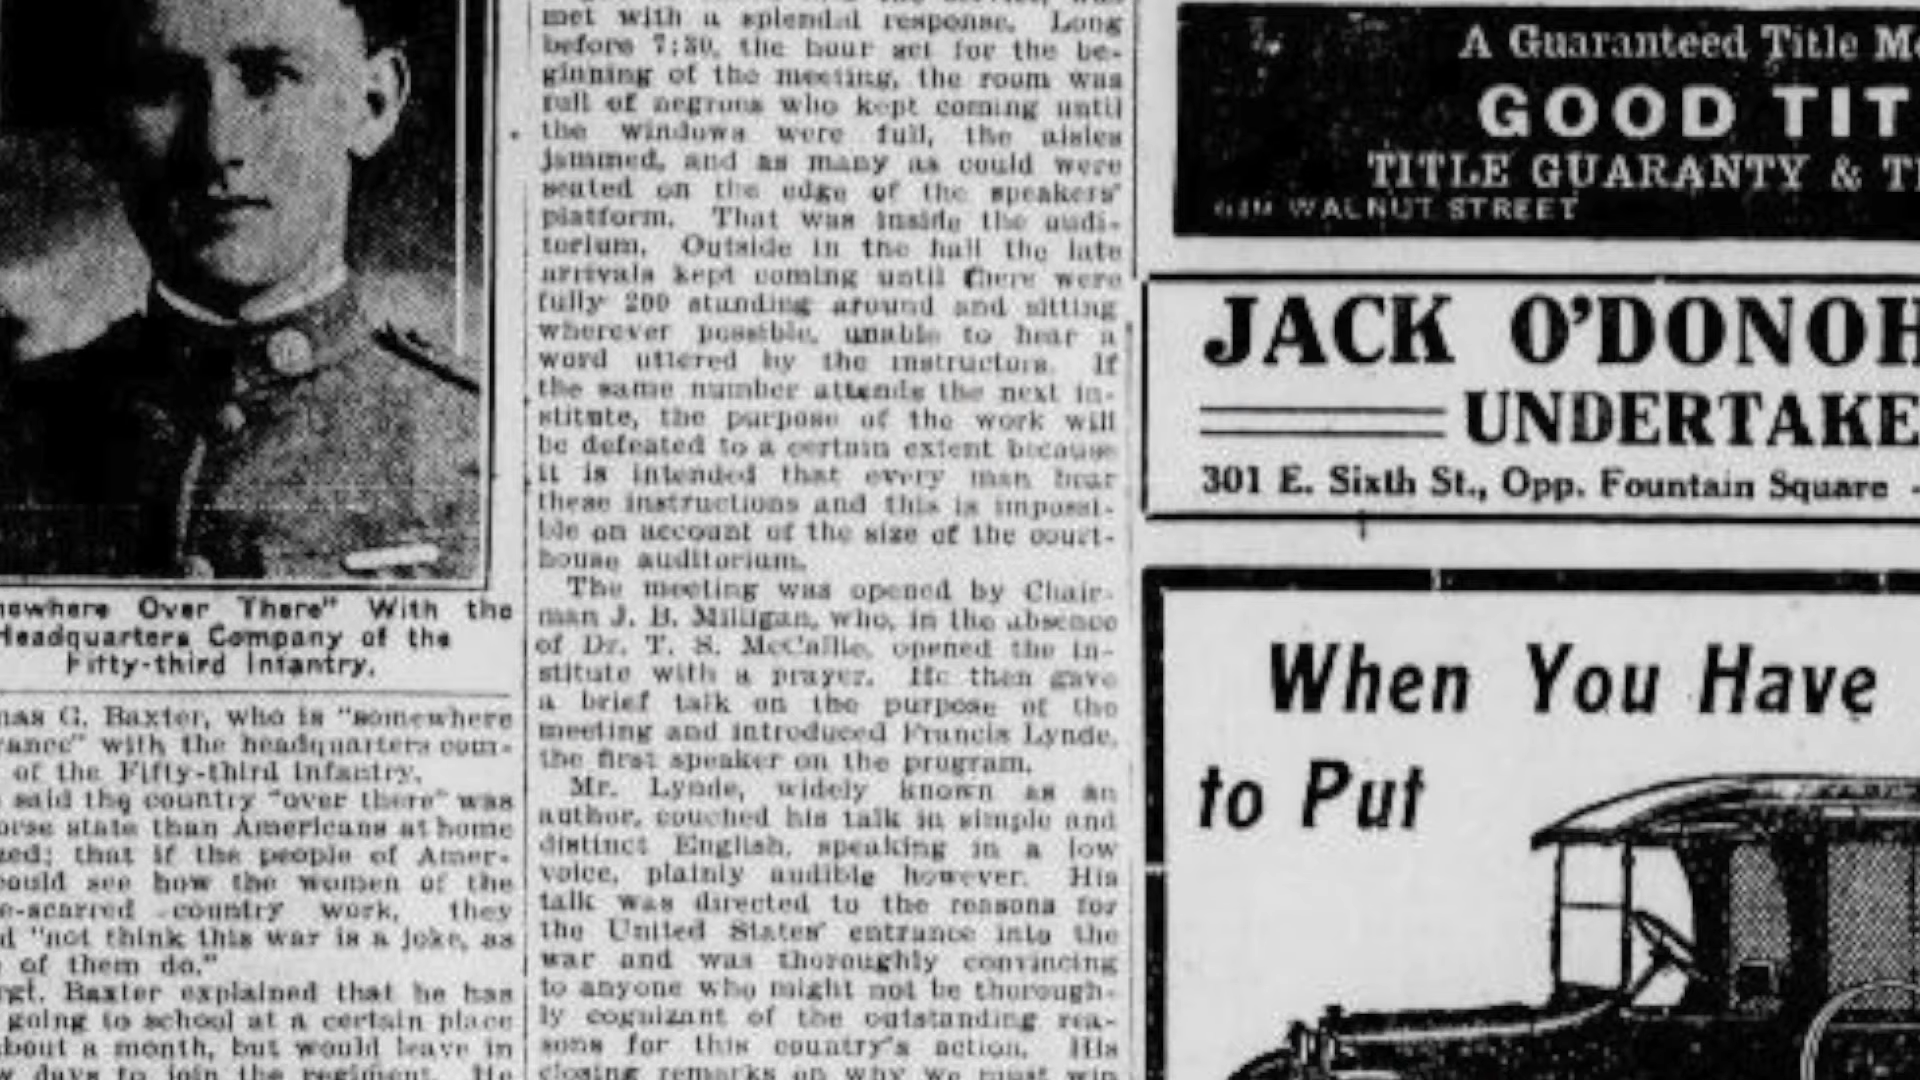 nowhere Over There" With the
Headquarters Company of the
Fifty-third Infantry.
G. Baxter, who is "somewhere
with the headquarters com-
of the Fifty-third infantry.
said the country "over there" was
state than Americans at home
that if the people of Amer-
could see how the women of the
country work, they
"not think this war is a joke, as
of them do."
Baxter explained that he has
going to school at a certain place
about a month, but would leave in
days to join the regiment. He
met with a splendid response. Long
before 7:30, the hour set for the be-
ginning of the meeting, the room was
full of negroes who kept coming until
the windows were full, the aisles
jammed, and as many as could were
seated on the edge of the speakers'
platform. That was inside the audi-
torium. Outside in the hall the late
arrivals kept coming until there were
fully 200 standing around and sitting
wherever possible, unable to hear a
word uttered by the instructors. If
the same number attends the next in-
stitute, the purpose of the work will
be defeated to a certain extent because
it is intended that every man hear
these instructions and this is impossi-
ble on account of the size of the court-
house auditorium.
The meeting was opened by Chair-
man J. B. Milligan, who, in the absence
of Dr. T. S. McCallie, opened the in-
stitute with a prayer. He then gave
a brief talk on the purpose of the
meeting and introduced Francis Lynde,
the first speaker on the program.
Mr. Lynde, widely known as an
author, couched his talk in simple and
distinct English, speaking in a low
voice, plainly audible however. His
talk was directed to the reasons for
the United States' entrance into the
war and was thoroughly convincing
to anyone who might not be thorough-
ly cognizant of the outstanding rea-
sons for this country's action. His
closing remarks on why we must win
A Guaranteed Title
GOOD TIT
TITLE GUARANTY &
WALNUT STREET
JACK O'DONOH
UNDERTAKE
301 E. Sixth St., Opp. Fountain Square -
When You Have
to Put